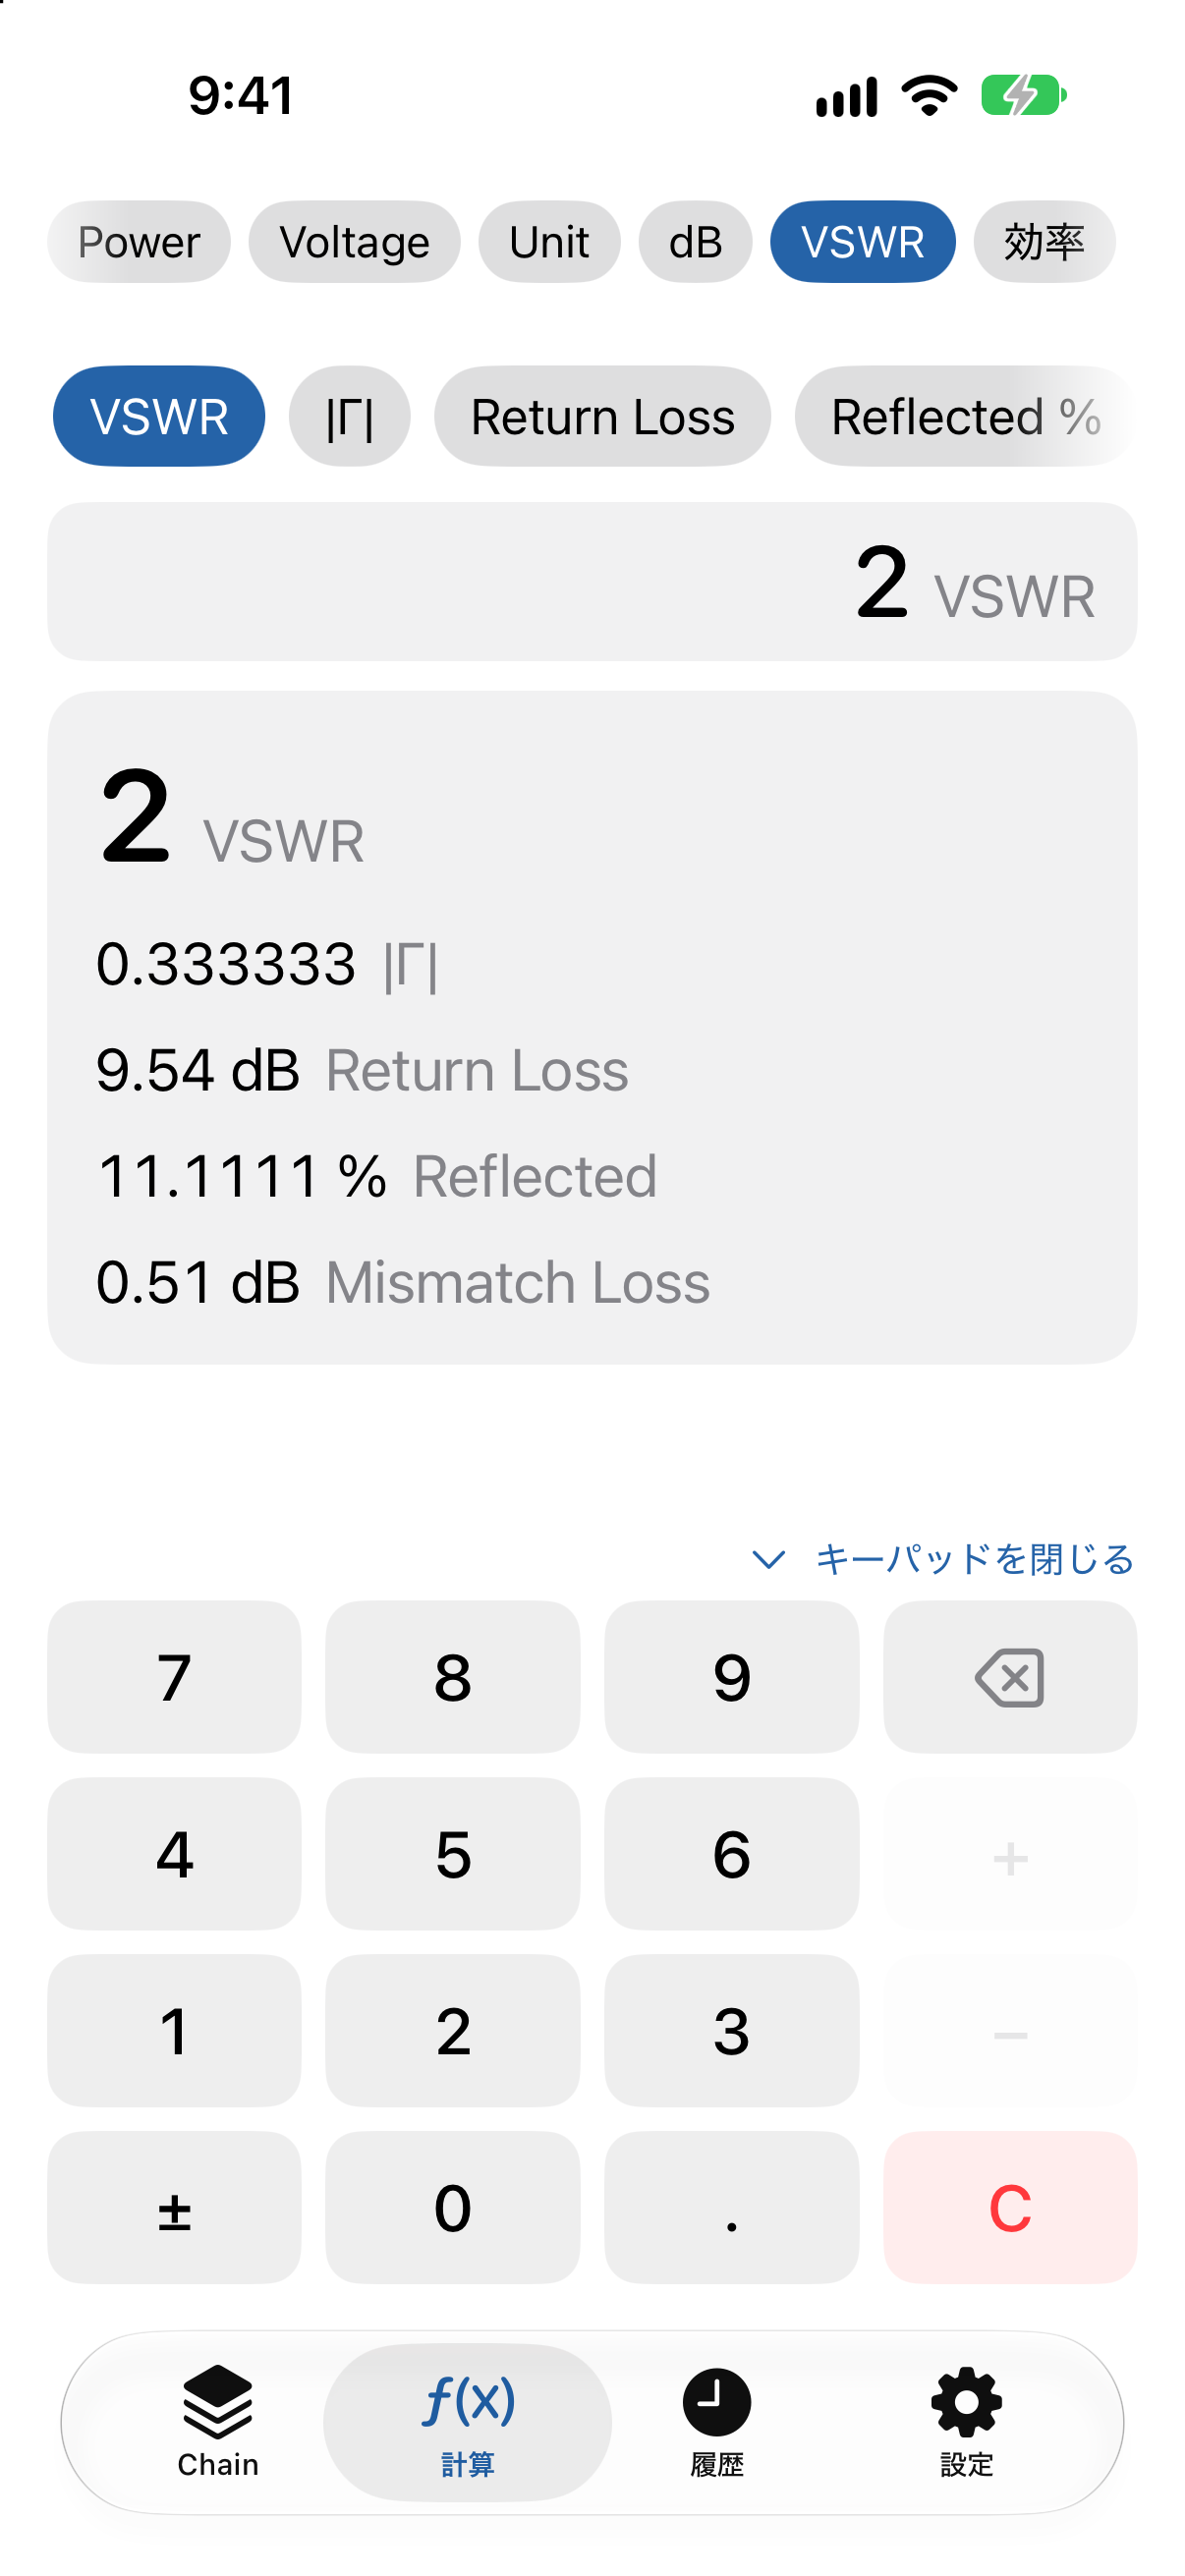 9:41
Power Voltage Unit dB VSWR 効率
VSWR |Γ| Return Loss Reflected %
2 VSWR
2 VSWR
0.333333 |Γ|
9.54 dB Return Loss
11.1111 % Reflected
0.51 dB Mismatch Loss
キーパッドを閉じる
7 8 9
4 5 6 +
1 2 3 −
± 0 . C
f(x)
Chain 計算 履歴 設定